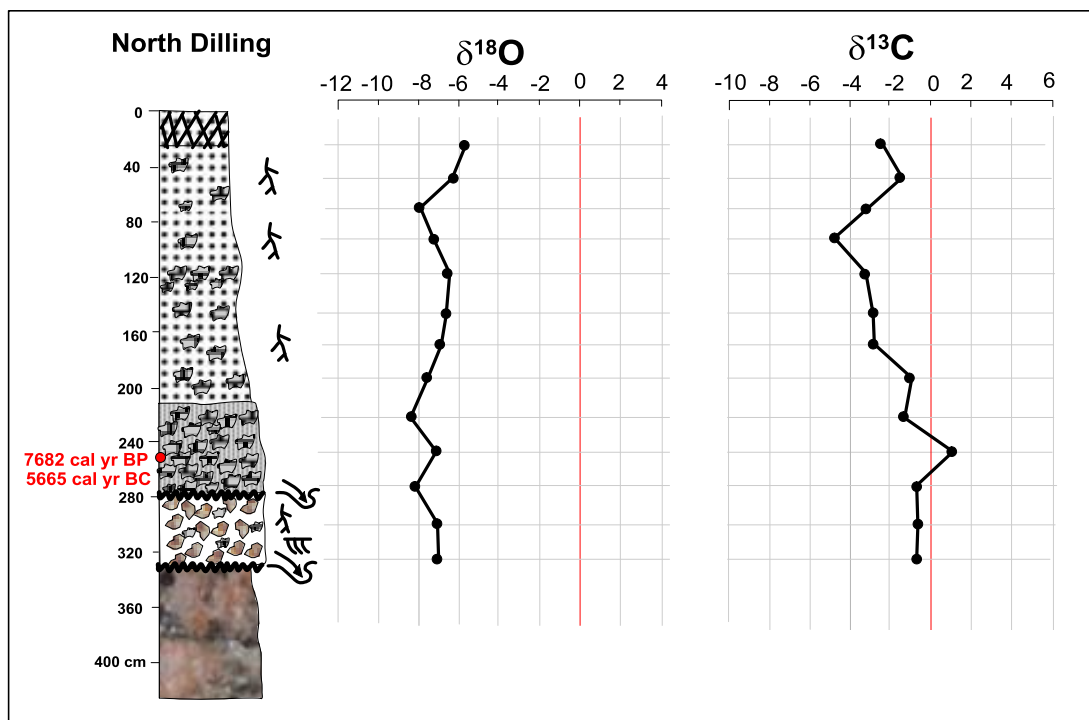 North Dilling
δ18O
δ13C
-12 -10 -8 -6 -4 -2 0 2 4
-10 -8 -6 -4 -2 0 2 4 6
0
40
80
120
160
200
240
7682 cal yr BP
5665 cal yr BC
280
320
360
400 cm